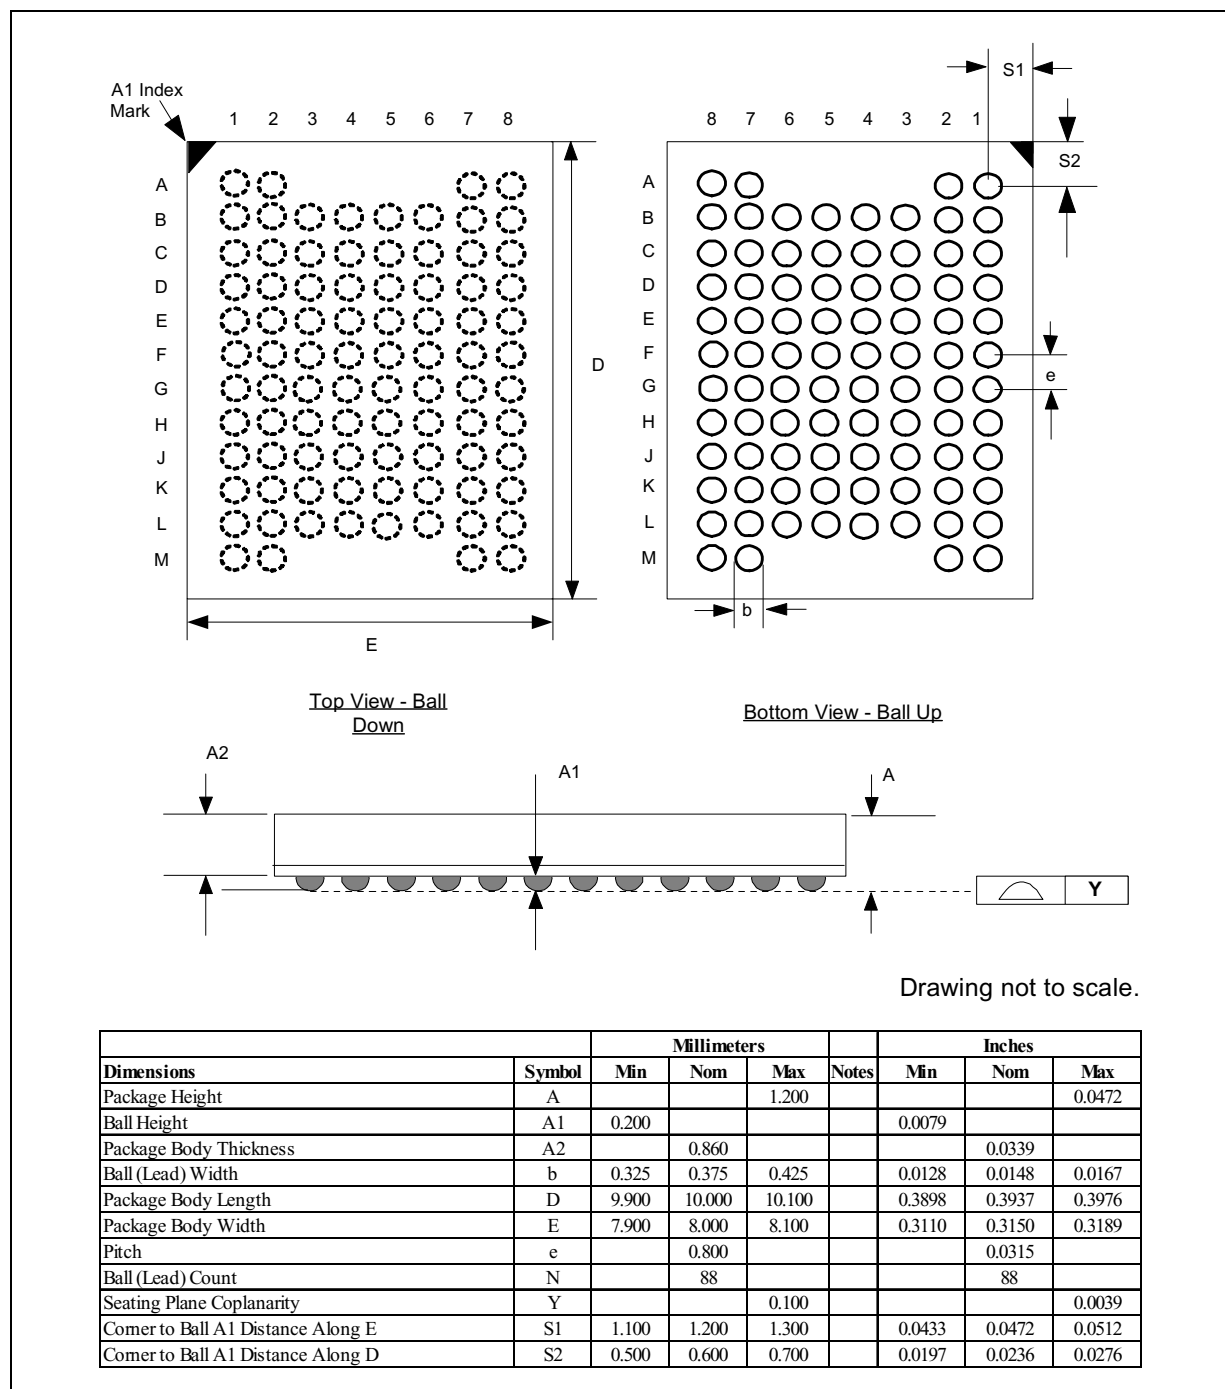 A1 Index
Mark
1 2 3 4 5 6 7 8
8 7 6 5 4 3 2 1
S1
S2
A
B
C
D
E
F
G
H
J
K
L
M
D
E
A
B
C
D
E
F
G
H
J
K
L
M
e
b
Top View - Ball
Down
Bottom View - Ball Up
A2
A1
A
Y
Drawing not to scale.
Millimeters Inches
Dimensions Symbol Min Nom Max Notes Min Nom Max
Package Height A 1.200 0.0472
Ball Height A1 0.200 0.0079
Package Body Thickness A2 0.860 0.0339
Ball (Lead) Width b 0.325 0.375 0.425 0.0128 0.0148 0.0167
Package Body Length D 9.900 10.000 10.100 0.3898 0.3937 0.3976
Package Body Width E 7.900 8.000 8.100 0.3110 0.3150 0.3189
Pitch e 0.800 0.0315
Ball (Lead) Count N 88 88
Seating Plane Coplanarity Y 0.100 0.0039
Corner to Ball A1 Distance Along E S1 1.100 1.200 1.300 0.0433 0.0472 0.0512
Corner to Ball A1 Distance Along D S2 0.500 0.600 0.700 0.0197 0.0236 0.0276